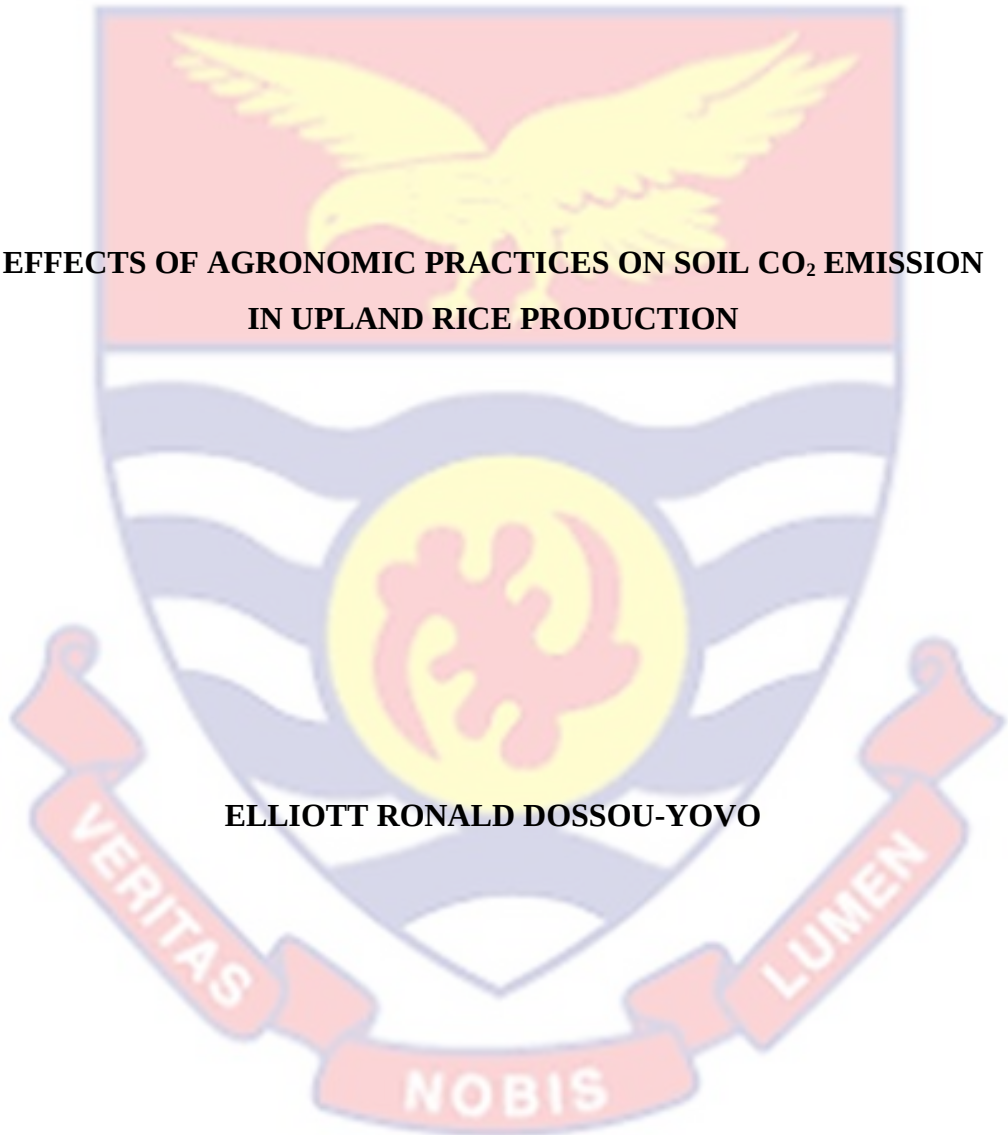 EFFECTS OF AGRONOMIC PRACTICES ON SOIL CO₂ EMISSION
IN UPLAND RICE PRODUCTION
ELLIOTT RONALD DOSSOU-YOVO
VERITAS
NOBIS
LUMEN